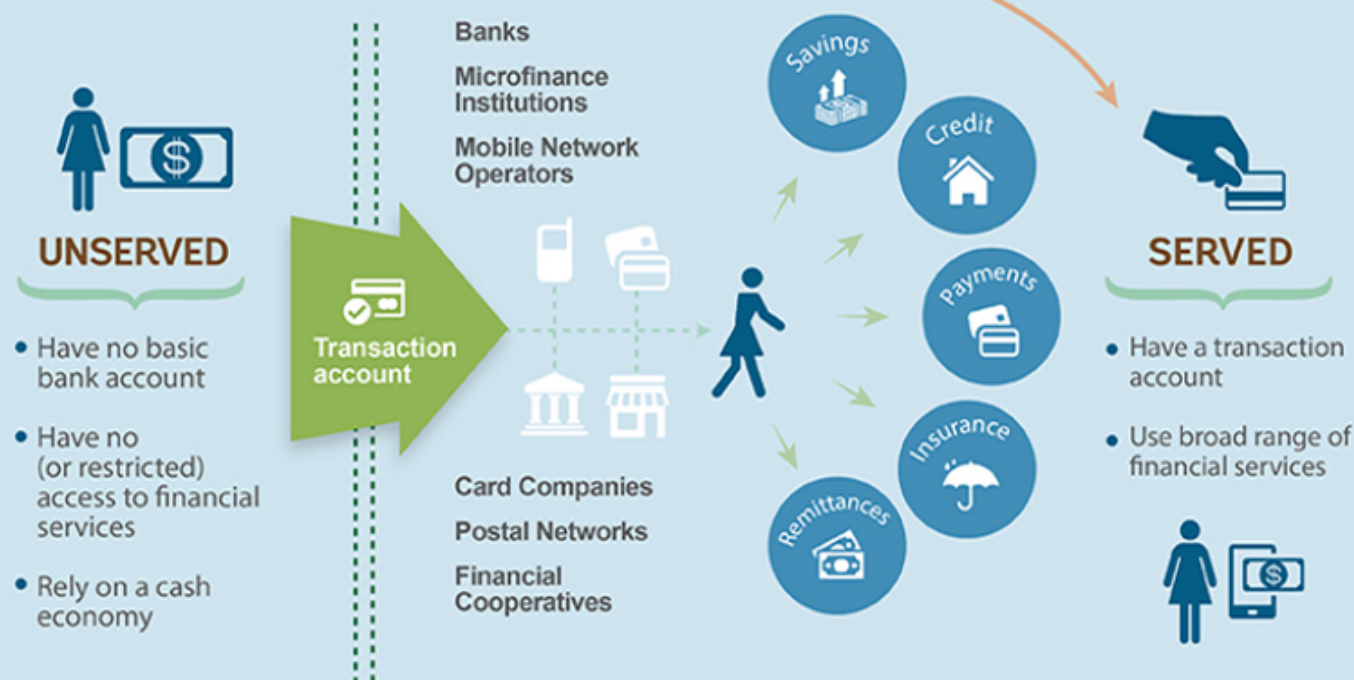 UNSERVED
• Have no basic
bank account
• Have no
(or restricted)
access to financial
services
• Rely on a cash
economy
Transaction
account
Banks
Microfinance
Institutions
Mobile Network
Operators
Card Companies
Postal Networks
Financial
Cooperatives
Savings
Credit
Payments
Insurance
Remittances
SERVED
• Have a transaction
account
• Use broad range of
financial services